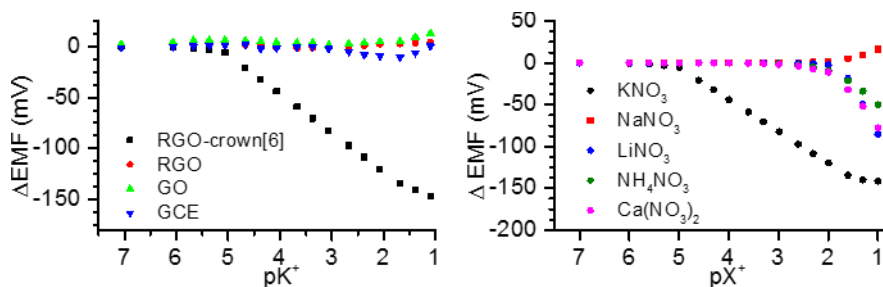 0
-50
-100
-150
ΔEMF (mV)
RGO-crown[6]
RGO
GO
GCE
7 6 5 4 3 2 1
pK⁺
50
0
-50
-100
-150
-200
Δ EMF (mV)
KNO₃
NaNO₃
LiNO₃
NH₄NO₃
Ca(NO₃)₂
7 6 5 4 3 2 1
pX⁺